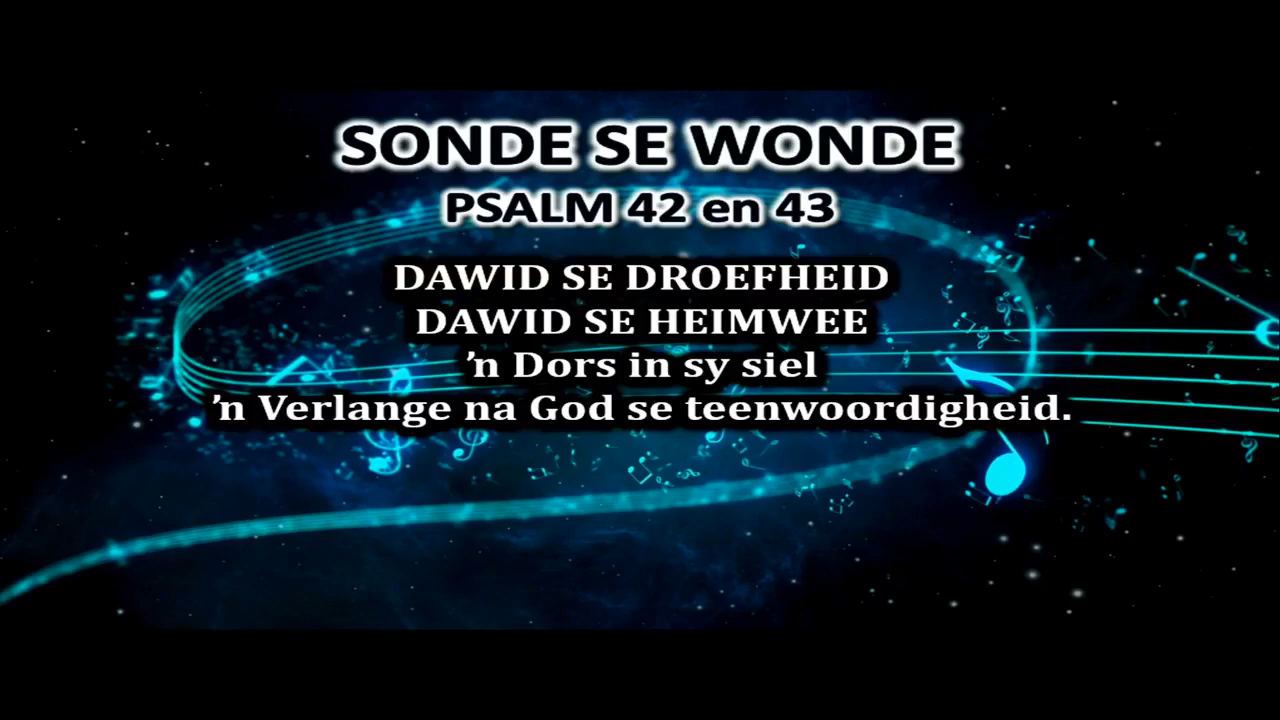 SONDE SE WONDE
PSALM 42 en 43
DAWID SE DROEFHEID
DAWID SE HEIMWEE
’n Dors in sy siel
’n Verlange na God se teenwoordigheid.